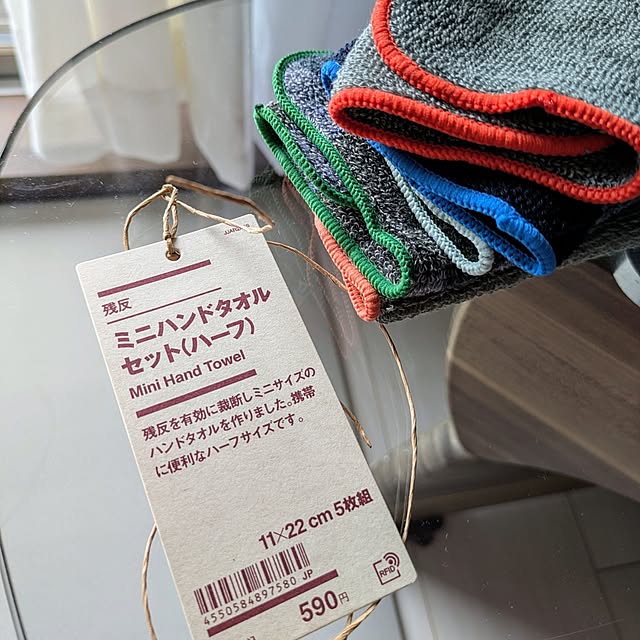 残反
ミニハンドタオル
セット(ハーフ)
Mini Hand Towel
残反を有効に裁断しミニサイズの
ハンドタオルを作りました。携帯
に便利なハーフサイズです。
11×22cm 5枚組
4550584897580 JP
RFID
590円